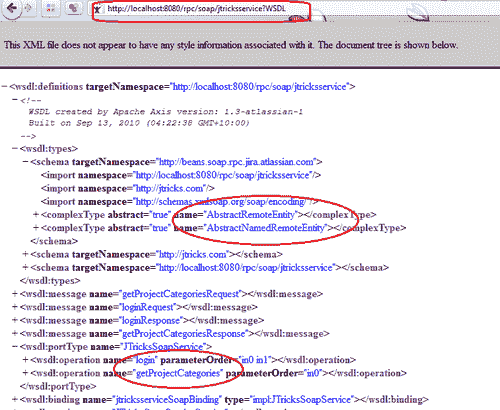 http://localhost:8080/rpc/soap/jtricksservice?WSDL
This XML file does not appear to have any style information associated with it. The document tree is shown below.
−<wsdl:definitions targetNamespace="http://localhost:8080/rpc/soap/jtricksservice">
−<!--
WSDL created by Apache Axis version: 1.3-atlassian-1
Built on Sep 13, 2010 (04:22:38 GMT+10:00)
-->
−<wsdl:types>
−<schema targetNamespace="http://beans.soap.rpc.jira.atlassian.com">
<import namespace="http://localhost:8080/rpc/soap/jtricksservice"/>
<import namespace="http://jtricks.com"/>
<import namespace="http://schemas.xmlsoap.org/soap/encoding/"/>
+<complexType abstract="true" name="AbstractRemoteEntity"></complexType>
+<complexType abstract="true" name="AbstractNamedRemoteEntity"></complexType>
</schema>
+<schema targetNamespace="http://jtricks.com"></schema>
+<schema targetNamespace="http://localhost:8080/rpc/soap/jtricksservice"></schema>
</wsdl:types>
+<wsdl:message name="getProjectCategoriesRequest"></wsdl:message>
+<wsdl:message name="loginRequest"></wsdl:message>
+<wsdl:message name="loginResponse"></wsdl:message>
+<wsdl:message name="getProjectCategoriesResponse"></wsdl:message>
−<wsdl:portType name="JTricksSoapService">
+<wsdl:operation name="login" parameterOrder="in0 in1"></wsdl:operation>
+<wsdl:operation name="getProjectCategories" parameterOrder="in0"></wsdl:operation>
</wsdl:portType>
+<wsdl:binding name="jtricksserviceSoapBinding" type="impl:JTricksSoapService"></wsdl:binding>